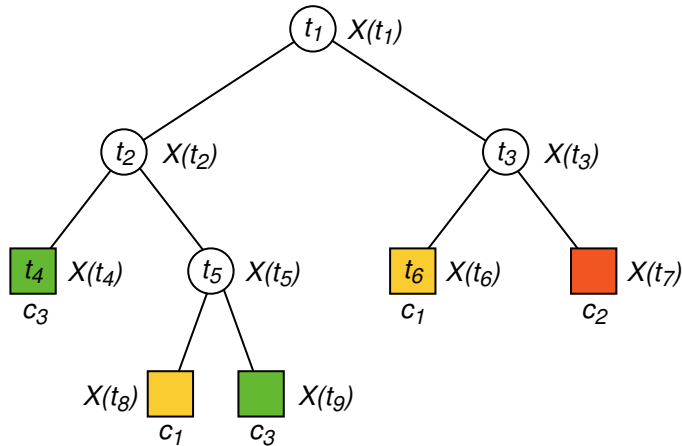 t1 X(t1)
t2 X(t2)
t3 X(t3)
t4 X(t4)
c3
t5 X(t5)
t6 X(t6)
c1
X(t7)
c2
X(t8)
c1
X(t9)
c3